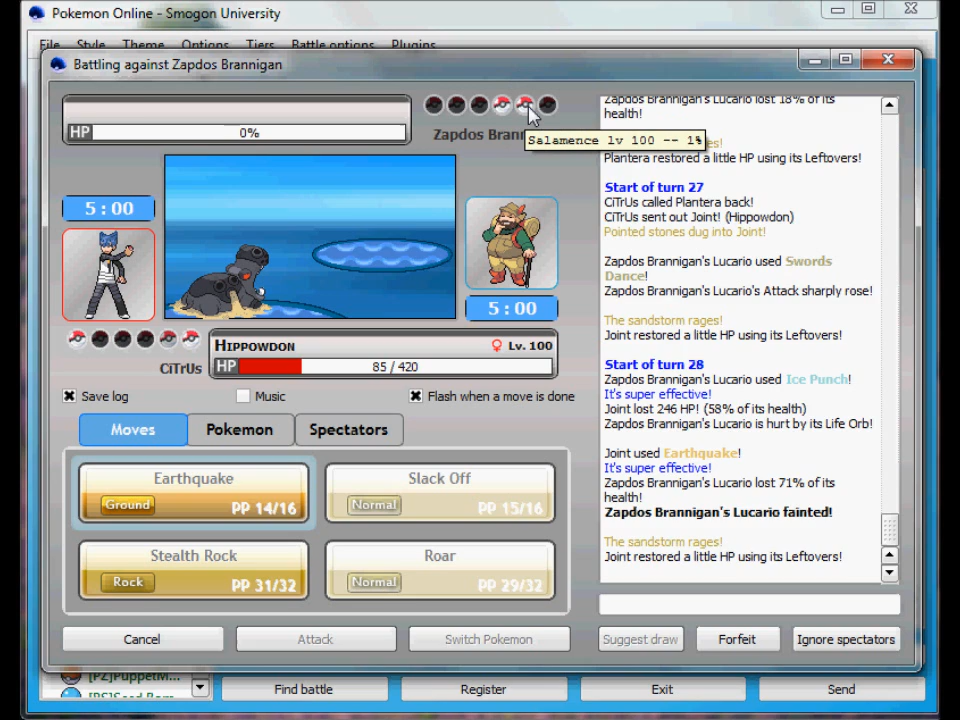 Pokemon Online - Smogon University
File Style Theme Options Tiers Battle options Plugins
Battling against Zapdos Brannigan
HP 0%
Zapdos Bran
Salamence lv 100 -- 1%
5:00
5:00
CiTrUs
HIPPOWDON ♀ Lv. 100
HP 85 / 420
Save log
Music
Flash when a move is done
Moves
Pokemon
Spectators
Earthquake
Ground PP 14/16
Slack Off
Normal PP 15/16
Stealth Rock
Rock PP 31/32
Roar
Normal PP 29/32
Cancel
Attack
Switch Pokemon
Zapdos Brannigan's Lucario lost 18% of its
health!
es!
Plantera restored a little HP using its Leftovers!
Start of turn 27
CiTrUs called Plantera back!
CiTrUs sent out Joint! (Hippowdon)
Pointed stones dug into Joint!
Zapdos Brannigan's Lucario used Swords
Dance!
Zapdos Brannigan's Lucario's Attack sharply rose!
The sandstorm rages!
Joint restored a little HP using its Leftovers!
Start of turn 28
Zapdos Brannigan's Lucario used Ice Punch!
It's super effective!
Joint lost 246 HP! (58% of its health)
Zapdos Brannigan's Lucario is hurt by its Life Orb!
Joint used Earthquake!
It's super effective!
Zapdos Brannigan's Lucario lost 71% of its
health!
Zapdos Brannigan's Lucario fainted!
The sandstorm rages!
Joint restored a little HP using its Leftovers!
Suggest draw
Forfeit
Ignore spectators
[PZ]PuppetM...
Find battle
Register
Exit
Send